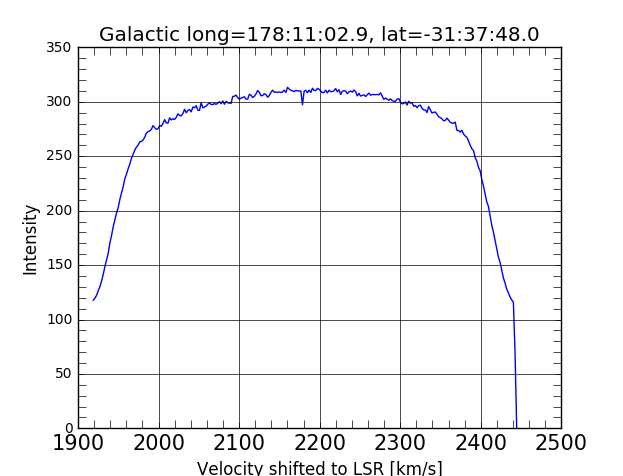 Galactic long=178:11:02.9, lat=-31:37:48.0
350
300
250
200
150
100
50
0
Intensity
1900 2000 2100 2200 2300 2400 2500
Velocity shifted to LSR [km/s]